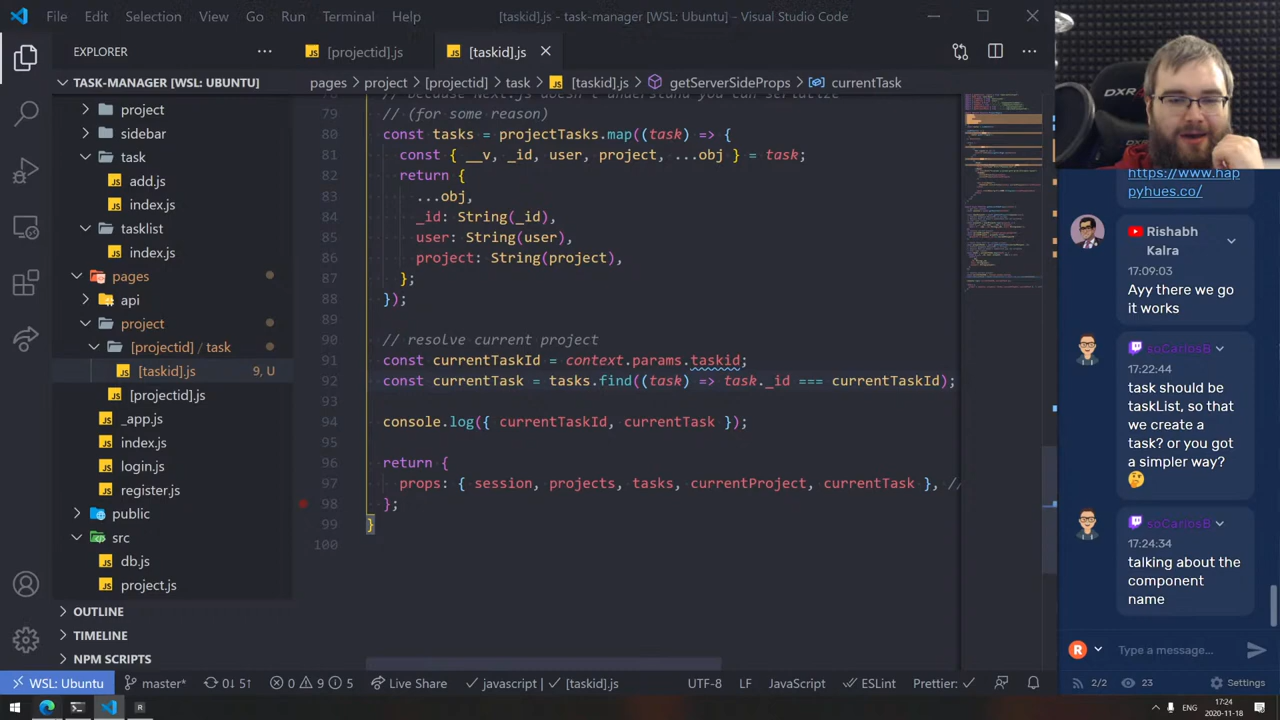 File Edit Selection View Go Run Terminal Help
[taskid].js - task-manager [WSL: Ubuntu] - Visual Studio Code
EXPLORER
TASK-MANAGER [WSL: UBUNTU]
project
sidebar
task
add.js
index.js
tasklist
index.js
pages
api
project
[projectid] / task
[taskid].js 9, U
[projectid].js
_app.js
index.js
login.js
register.js
public
src
db.js
project.js
OUTLINE
TIMELINE
NPM SCRIPTS
[projectid].js
[taskid].js
pages > project > [projectid] > task > [taskid].js > getServerSideProps > currentTask
79 // (for some reason)
80 const tasks = projectTasks.map((task) => {
81 const { __v, _id, user, project, ...obj } = task;
82 return {
83 ...obj,
84 _id: String(_id),
85 user: String(user),
86 project: String(project),
87 };
88 });
89
90 // resolve current project
91 const currentTaskId = context.params.taskid;
92 const currentTask = tasks.find((task) => task._id === currentTaskId);
93
94 console.log({ currentTaskId, currentTask });
95
96 return {
97 props: { session, projects, tasks, currentProject, currentTask }, //
98 };
99 }
100
WSL: Ubuntu master* 0↓ 5↑ 0 9 5 Live Share javascript [taskid].js UTF-8 LF JavaScript ESLint Prettier:
DXR
DXRA
https://www.hap
pyhues.co/
Rishabh
Kalra
17:09:03
Ayy there we go
it works
soCarlosB
17:22:44
task should be
taskList, so that
we create a
task? or you got
a simpler way?
🤔
soCarlosB
17:24:34
talking about the
component
name
R
Type a message...
2/2 23 Settings
R
ENG
17:24
2020-11-18